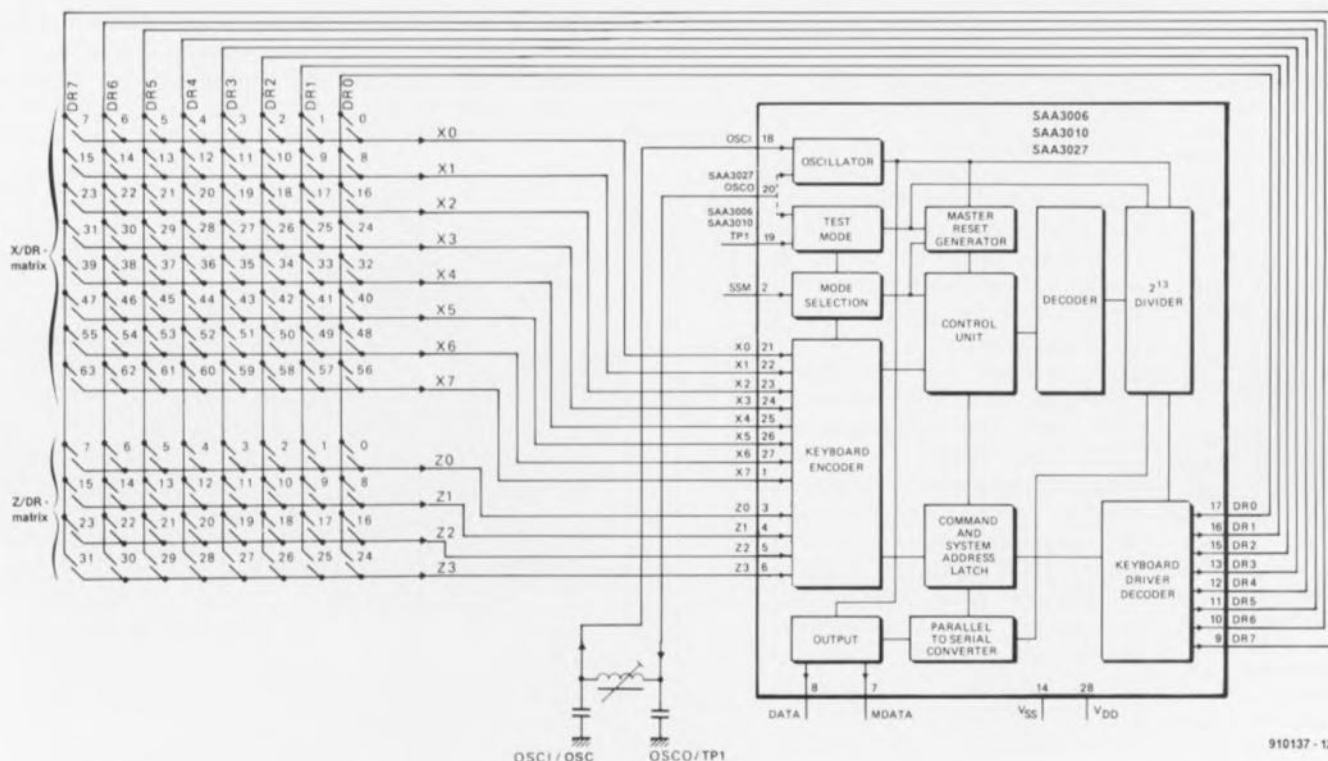 DR7 DR6 DR5 DR4 DR3 DR2 DR1 DR0
X/DR-
matrix
7 6 5 4 3 2 1 0 X0
15 14 13 12 11 10 9 8 X1
23 22 21 20 19 18 17 16 X2
31 30 29 28 27 26 25 24 X3
39 38 37 36 35 34 33 32 X4
47 46 45 44 43 42 41 40 X5
55 54 53 52 51 50 49 48 X6
63 62 61 60 59 58 57 56 X7
Z/DR-
matrix
7 6 5 4 3 2 1 0 Z0
15 14 13 12 11 10 9 8 Z1
23 22 21 20 19 18 17 16 Z2
31 30 29 28 27 26 25 24 Z3
SAA3006
SAA3010
SAA3027
OSCI 18
SAA3027
OSCO 20
SAA3006
SAA3010
TP1 19
SSM 2
X0 21
X1 22
X2 23
X3 24
X4 25
X5 26
X6 27
X7 1
Z0 3
Z1 4
Z2 5
Z3 6
OSCILLATOR
TEST
MODE
MODE
SELECTION
KEYBOARD
ENCODER
OUTPUT
MASTER
RESET
GENERATOR
CONTROL
UNIT
COMMAND
AND
SYSTEM
ADDRESS
LATCH
PARALLEL
TO SERIAL
CONVERTER
DECODER
2¹³
DIVIDER
KEYBOARD
DRIVER
DECODER
17 DR0
16 DR1
15 DR2
13 DR3
12 DR4
11 DR5
10 DR6
9 DR7
8 7 14 28
DATA MDATA VSS VDD
OSCI/OSC OSCO/TP1